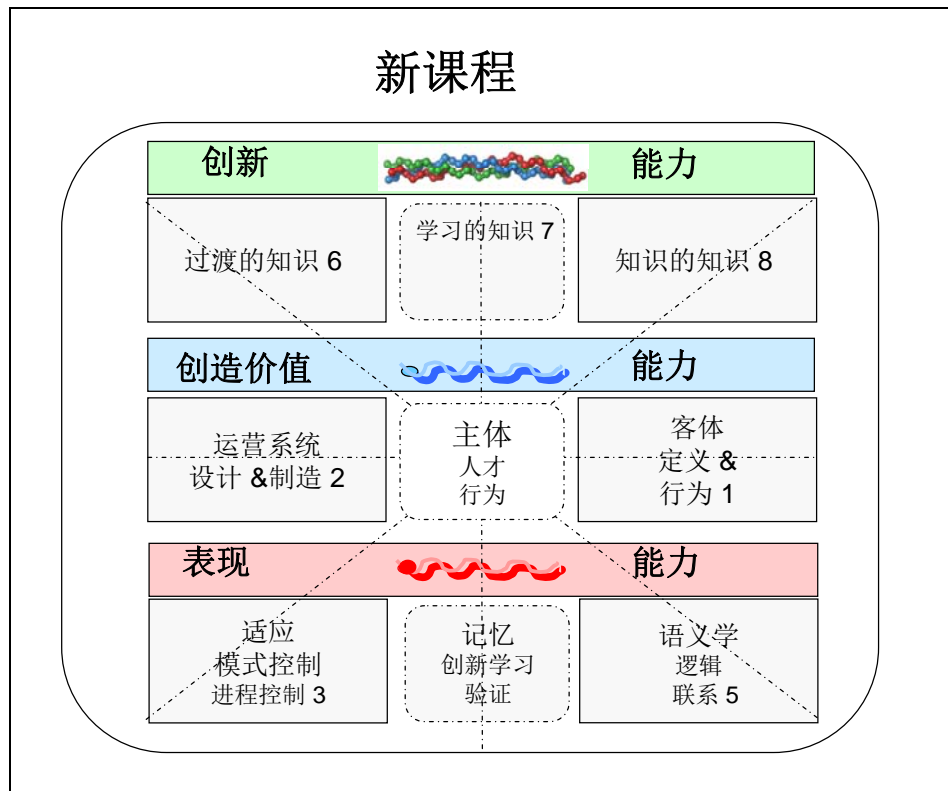 新课程
创新 能力
过渡的知识 6
学习的知识 7
知识的知识 8
创造价值 能力
运营系统
设计 &制造 2
主体
人才
行为
客体
定义 &
行为 1
表现 能力
适应
模式控制
进程控制 3
记忆
创新学习
验证
语义学
逻辑
联系 5